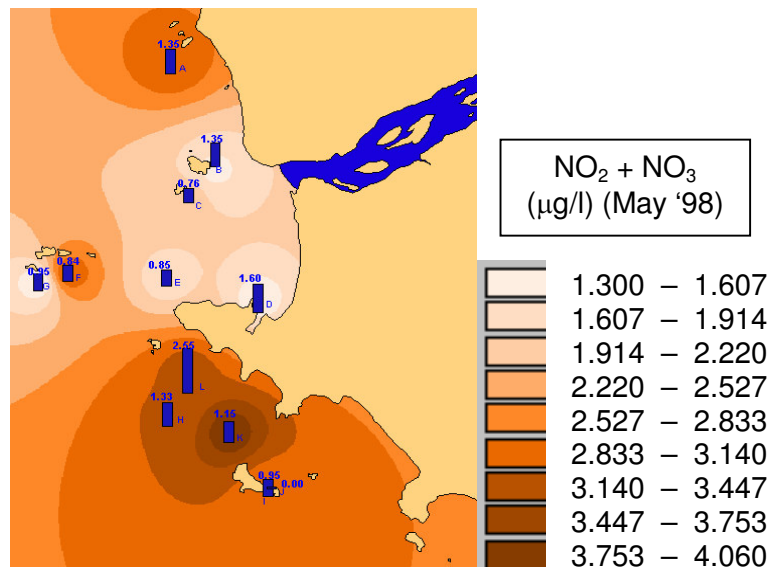 1.35
A
1.35
B
0.76
C
0.84
F
0.95
G
0.85
E
1.60
D
2.55
L
1.33
H
1.15
K
0.95
0.00
J
I
NO₂ + NO₃
(μg/l) (May ‘98)
1.300 – 1.607
1.607 – 1.914
1.914 – 2.220
2.220 – 2.527
2.527 – 2.833
2.833 – 3.140
3.140 – 3.447
3.447 – 3.753
3.753 – 4.060